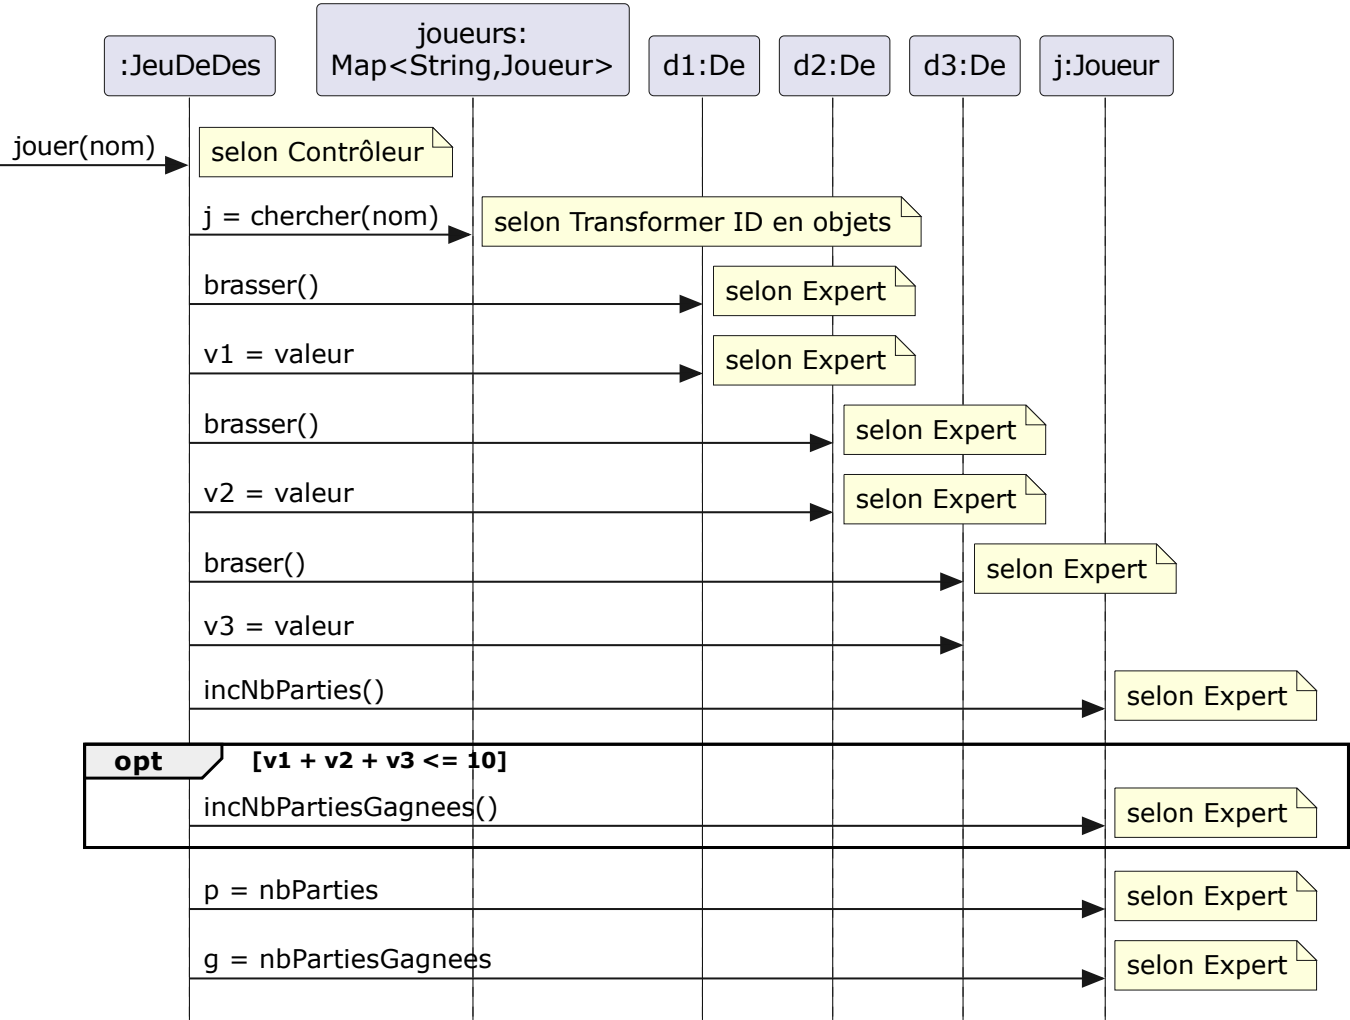 joueurs:
:JeuDeDes
Map<String,Joueur>
d1:De
d2:De
d3:De
j:Joueur
jouer(nom)
selon Contrôleur
j = chercher(nom)
selon Transformer ID en objets
brasser()
selon Expert
v1 = valeur
selon Expert
brasser()
selon Expert
v2 = valeur
selon Expert
braser()
selon Expert
v3 = valeur
incNbParties()
selon Expert
opt
[v1 + v2 + v3 <= 10]
incNbPartiesGagnees()
selon Expert
p = nbParties
selon Expert
g = nbPartiesGagnees
selon Expert